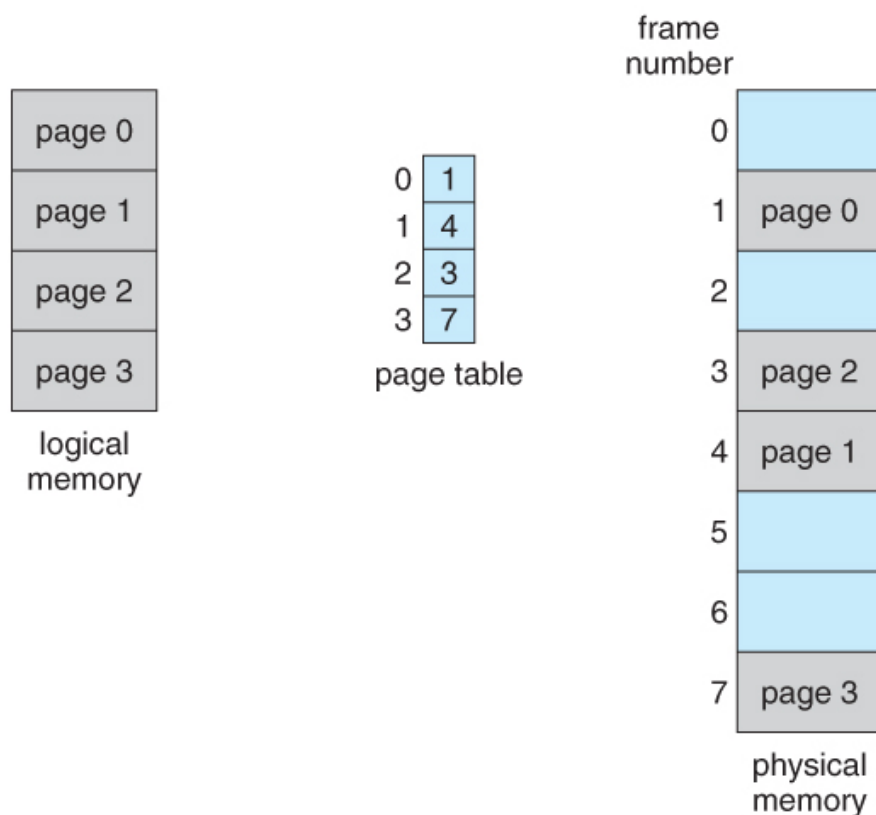 page 0
page 1
page 2
page 3
logical
memory
0 1
1 4
2 3
3 7
page table
frame
number
0
1 page 0
2
3 page 2
4 page 1
5
6
7 page 3
physical
memory